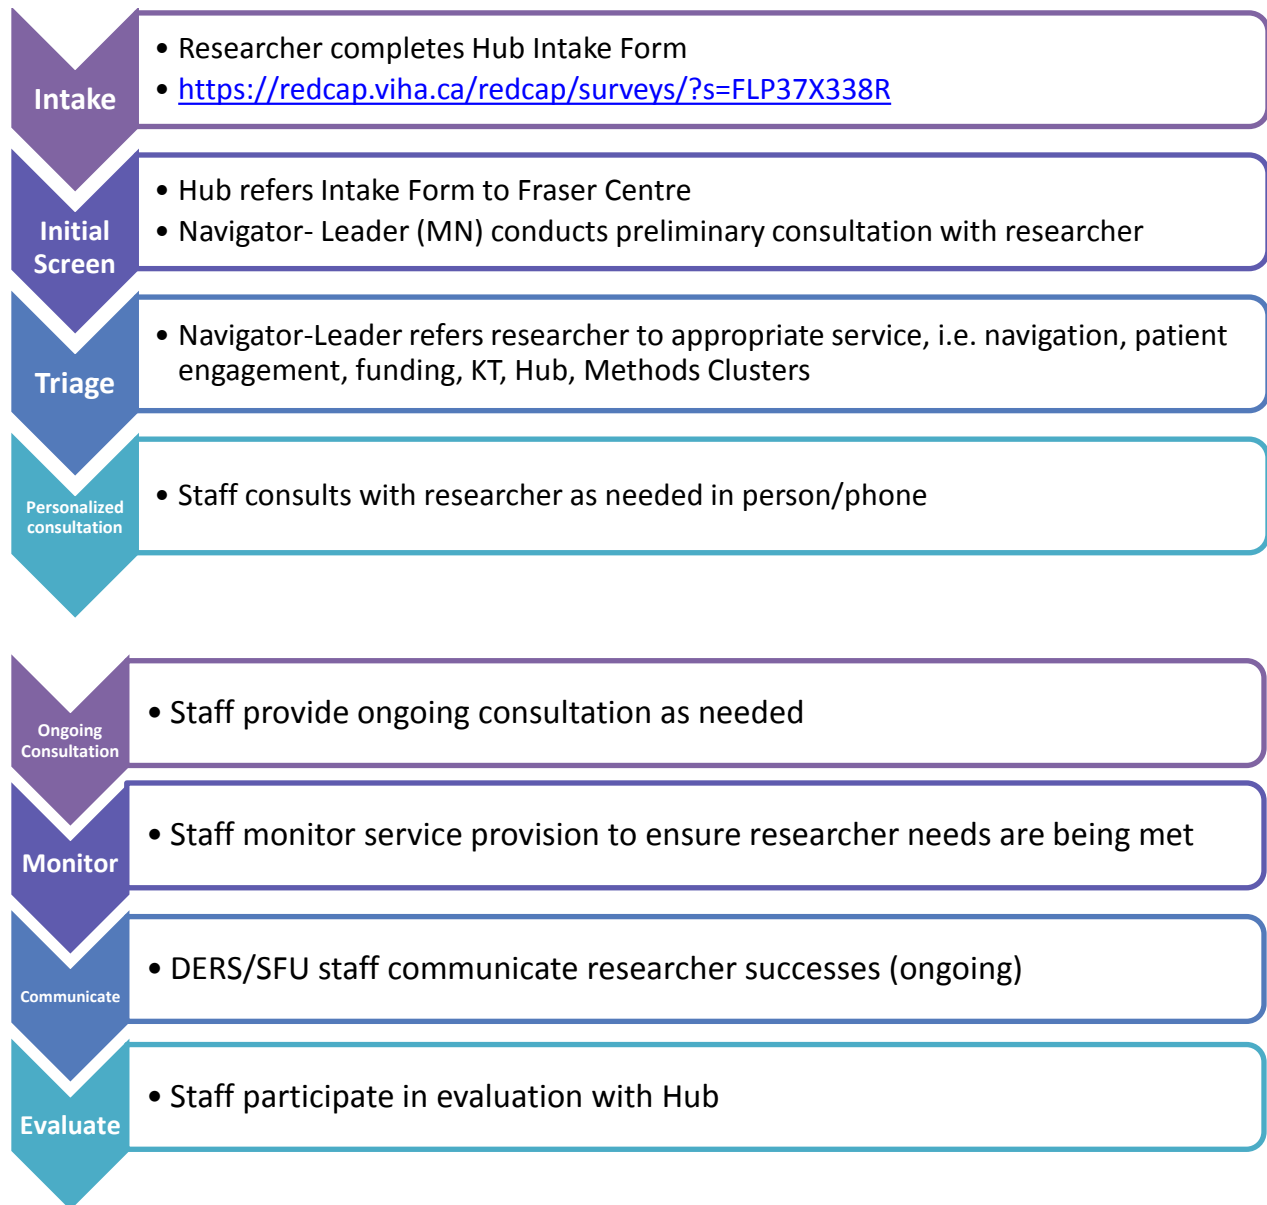 Intake
• Researcher completes Hub Intake Form
• https://redcap.viha.ca/redcap/surveys/?s=FLP37X338R
Initial
Screen
• Hub refers Intake Form to Fraser Centre
• Navigator- Leader (MN) conducts preliminary consultation with researcher
Triage
• Navigator-Leader refers researcher to appropriate service, i.e. navigation, patient
engagement, funding, KT, Hub, Methods Clusters
Personalized
consultation
• Staff consults with researcher as needed in person/phone
Ongoing
Consultation
• Staff provide ongoing consultation as needed
Monitor
• Staff monitor service provision to ensure researcher needs are being met
Communicate
• DERS/SFU staff communicate researcher successes (ongoing)
Evaluate
• Staff participate in evaluation with Hub